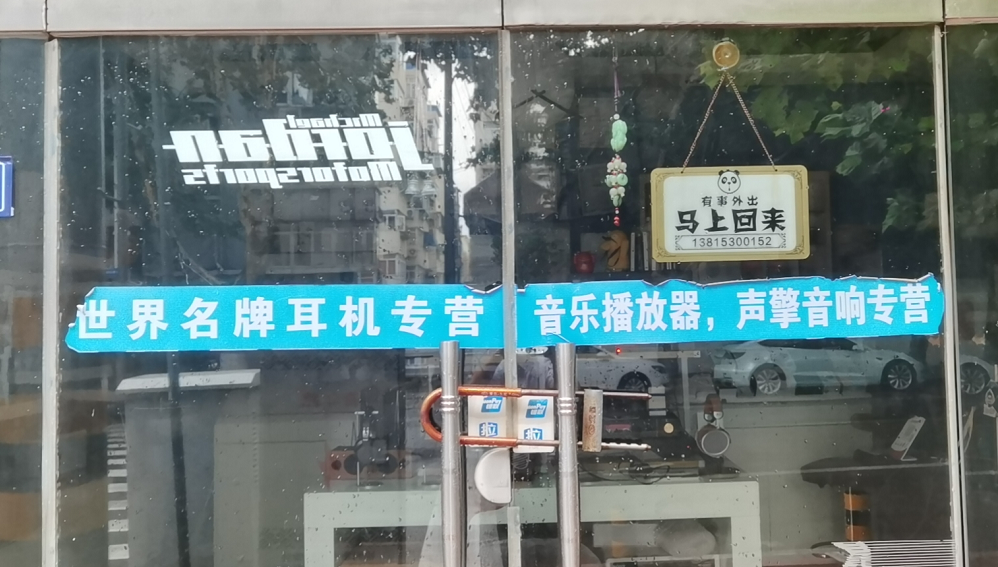 Michael
jordan
Motorsports
有事外出
马上回来
13815300152
世界名牌耳机专营
音乐播放器，声擎音响专营
拉
拉